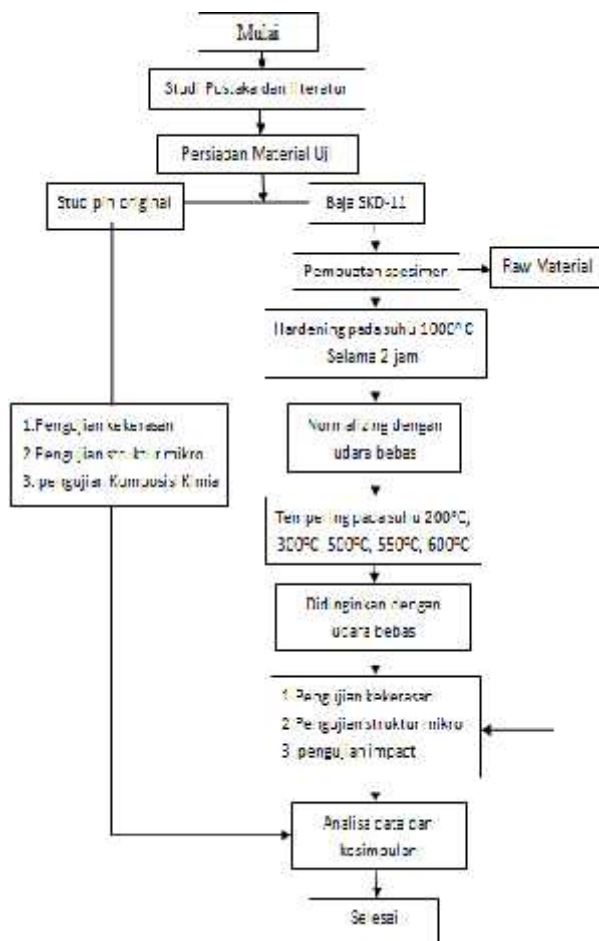 Mulai
Studi Pustaka dan literatur
Persiapan Material Uji
Stud pin original
Baja SKD-11
Pembuatan spesimen
Raw Material
Hardening pada suhu 1000°C
Selama 2 jam
1.Pengujian kekerasan
2 Pengujian struktur mikro
3. pengujian Komposisi Kimia
Normalizing dengan
udara bebas
Tempering pada suhu 200°C,
300°C, 500°C, 550°C, 600°C
Didinginkan dengan
udara bebas
1 Pengujian kekerasan
2 Pengujian struktur mikro
3 pengujian impact
Analisa data dan
kesimpulan
Selesai